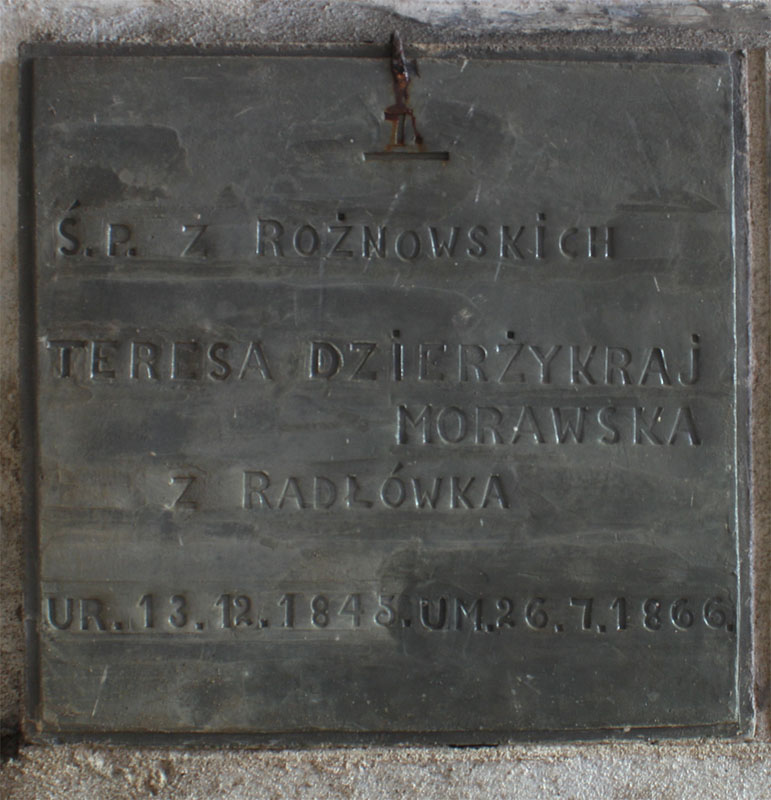 Ś.P. Z ROŻNOWSKICH
TERESA DZIERŻYKRAJ
MORAWSKA
Z RADŁÓWKA
UR. 13.12.1845. UM. 26.7.1866.